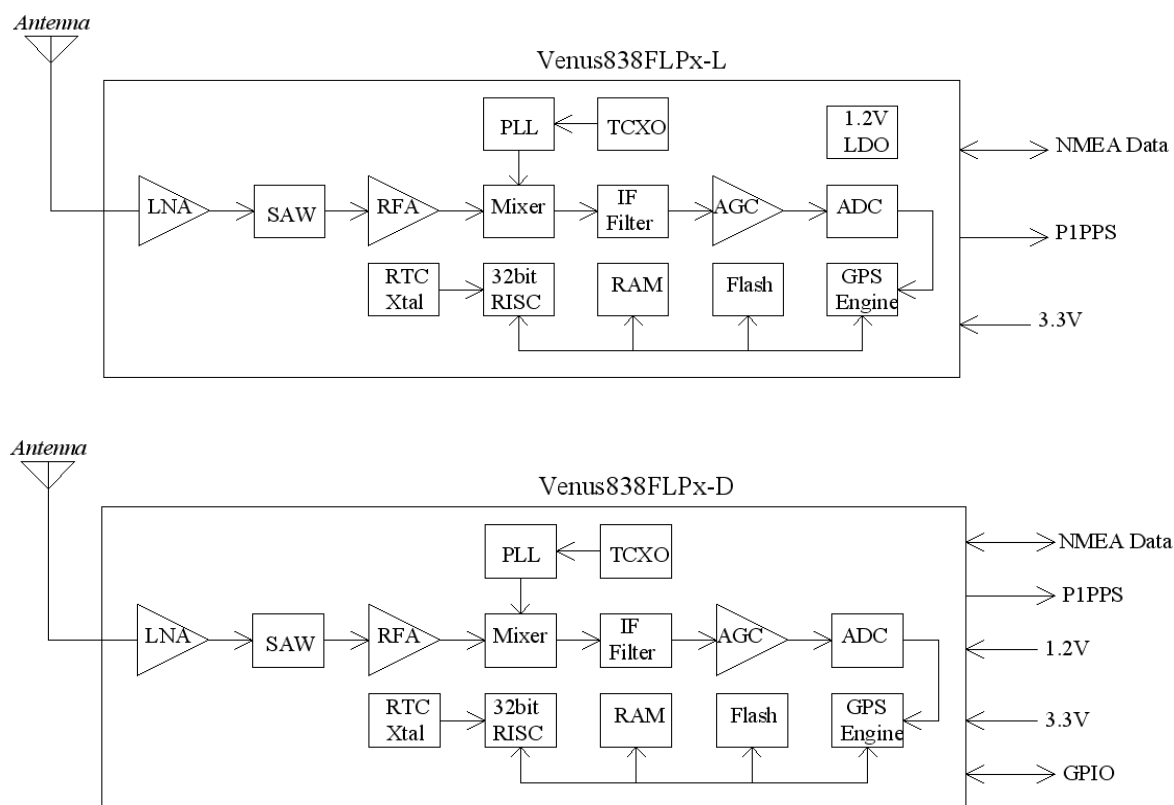 Antenna
Venus838FLPx-L
PLL
TCXO
1.2V
LDO
NMEA Data
LNA
SAW
RFA
Mixer
IF
Filter
AGC
ADC
P1PPS
RTC
Xtal
32bit
RISC
RAM
Flash
GPS
Engine
3.3V
Antenna
Venus838FLPx-D
PLL
TCXO
NMEA Data
P1PPS
LNA
SAW
RFA
Mixer
IF
Filter
AGC
ADC
1.2V
RTC
Xtal
32bit
RISC
RAM
Flash
GPS
Engine
3.3V
GPIO